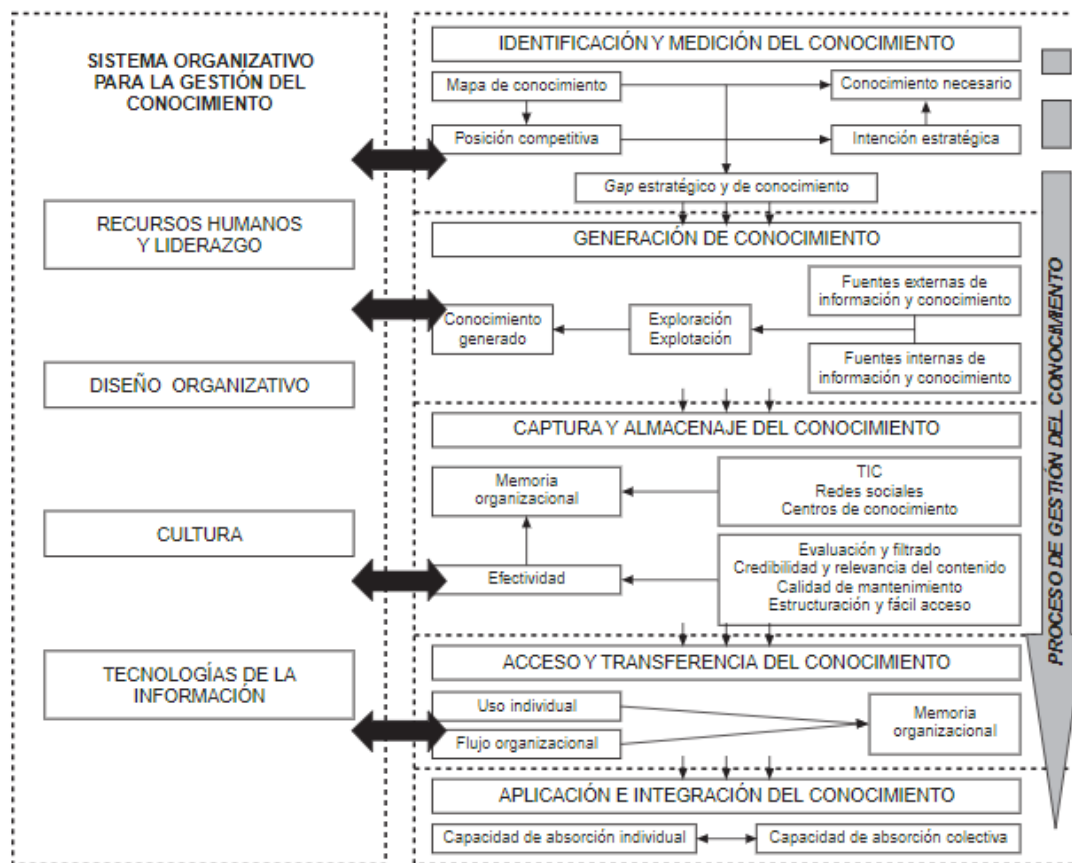 SISTEMA ORGANIZATIVO
PARA LA GESTIÓN DEL
CONOCIMIENTO
RECURSOS HUMANOS
Y LIDERAZGO
DISEÑO ORGANIZATIVO
CULTURA
TECNOLOGÍAS DE LA
INFORMACIÓN
IDENTIFICACIÓN Y MEDICIÓN DEL CONOCIMIENTO
Mapa de conocimiento
Conocimiento necesario
Posición competitiva
Intención estratégica
Gap estratégico y de conocimiento
GENERACIÓN DE CONOCIMIENTO
Fuentes externas de
información y conocimiento
Conocimiento
generado
Exploración
Explotación
Fuentes internas de
información y conocimiento
CAPTURA Y ALMACENAJE DEL CONOCIMIENTO
Memoria
organizacional
TIC
Redes sociales
Centros de conocimiento
Efectividad
Evaluación y filtrado
Credibilidad y relevancia del contenido
Calidad de mantenimiento
Estructuración y fácil acceso
ACCESO Y TRANSFERENCIA DEL CONOCIMIENTO
Uso individual
Flujo organizacional
Memoria
organizacional
APLICACIÓN E INTEGRACIÓN DEL CONOCIMIENTO
Capacidad de absorción individual
Capacidad de absorción colectiva
PROCESO DE GESTIÓN DEL CONOCIMIENTO